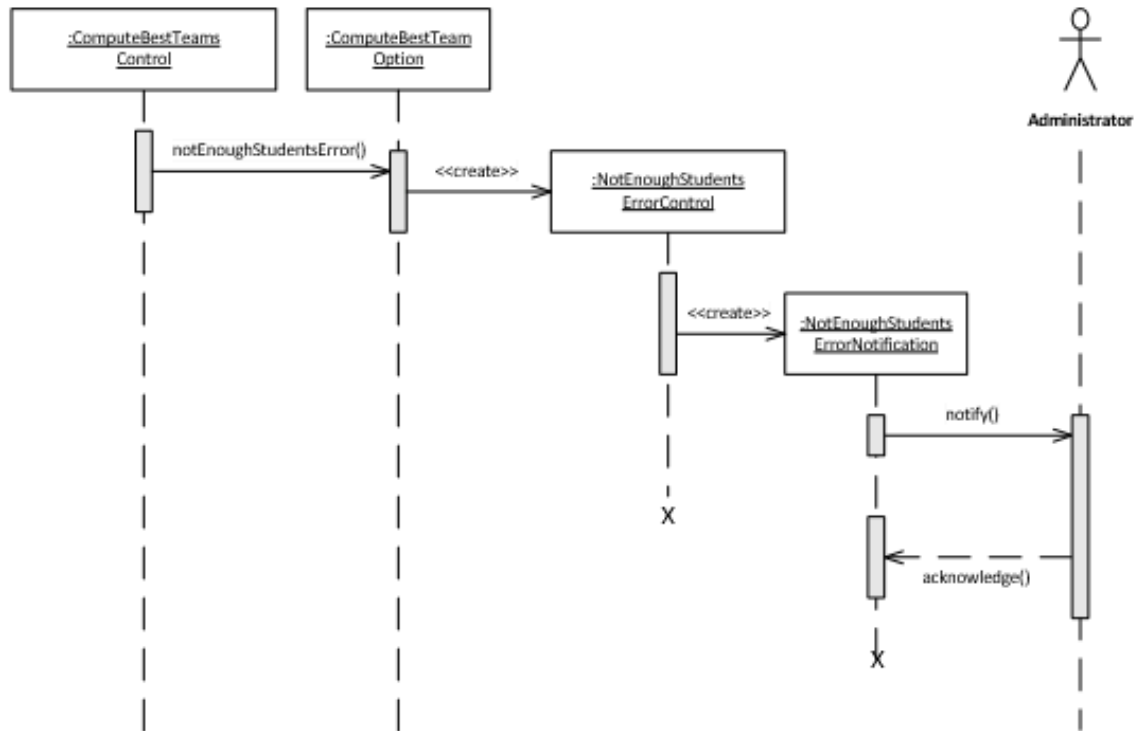 :ComputeBestTeams
Control
:ComputeBestTeam
Option
Administrator
notEnoughStudentsError()
<<create>>
:NotEnoughStudents
ErrorControl
<<create>>
:NotEnoughStudents
ErrorNotification
notify()
X
acknowledge()
X